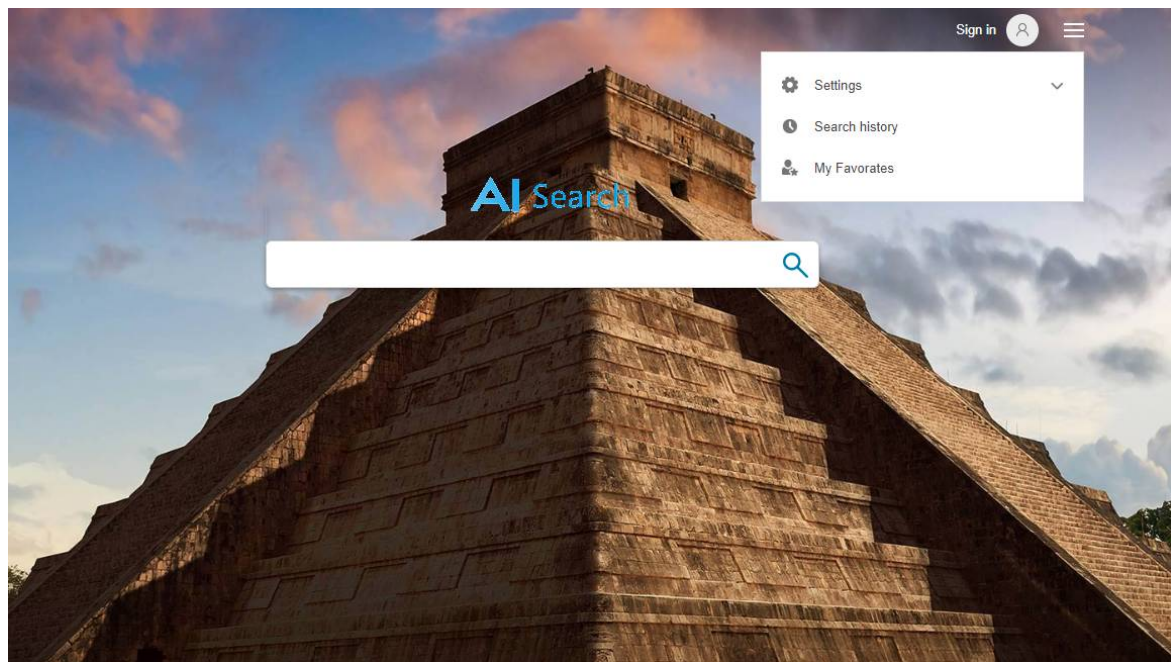 Sign in
Settings
Search history
My Favorates
AI Search